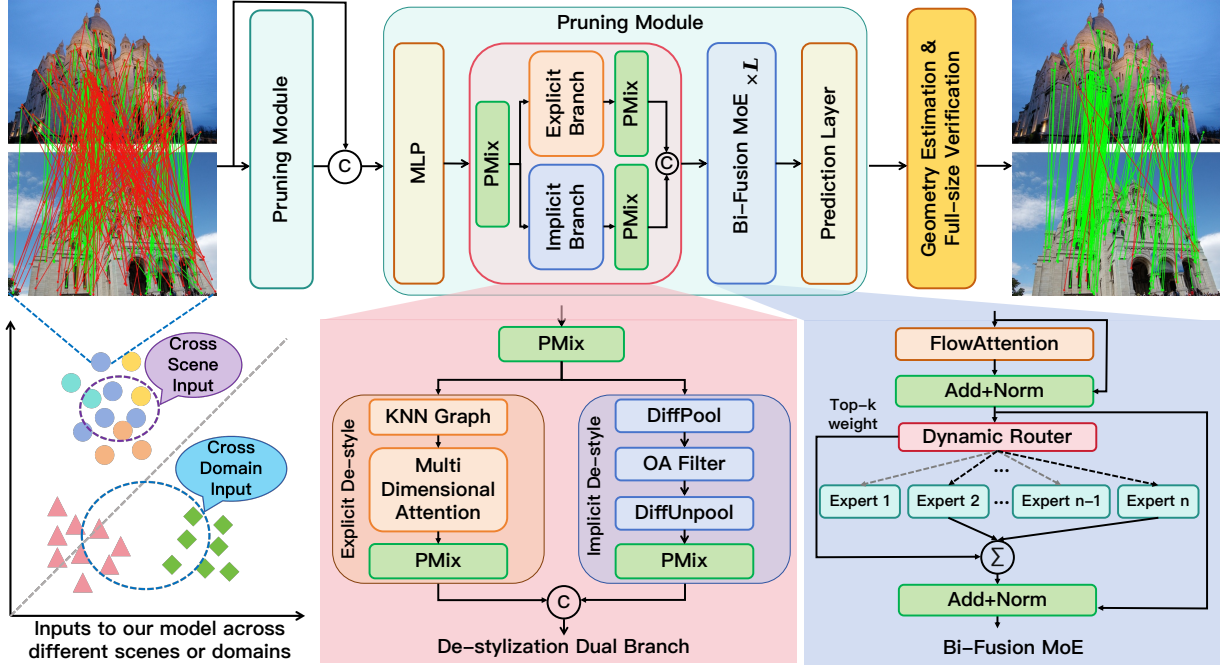 Pruning Module
C
Pruning Module
MLP
PMix
Explicit
Branch
Implicit
Branch
PMix
PMix
C
Bi-Fusion MoE
×L
Prediction Layer
Geometry Estimation &
Full-size Verification
Cross
Scene
Input
Cross
Domain
Input
Inputs to our model across
different scenes or domains
PMix
Explicit De-style
KNN Graph
Multi
Dimensional
Attention
PMix
Implicit De-style
DiffPool
OA Filter
DiffUnpool
PMix
C
De-stylization Dual Branch
FlowAttention
Add+Norm
Top-k
weight
Dynamic Router
...
Expert 1
Expert 2
...
Expert n-1
Expert n
Σ
Add+Norm
Bi-Fusion MoE